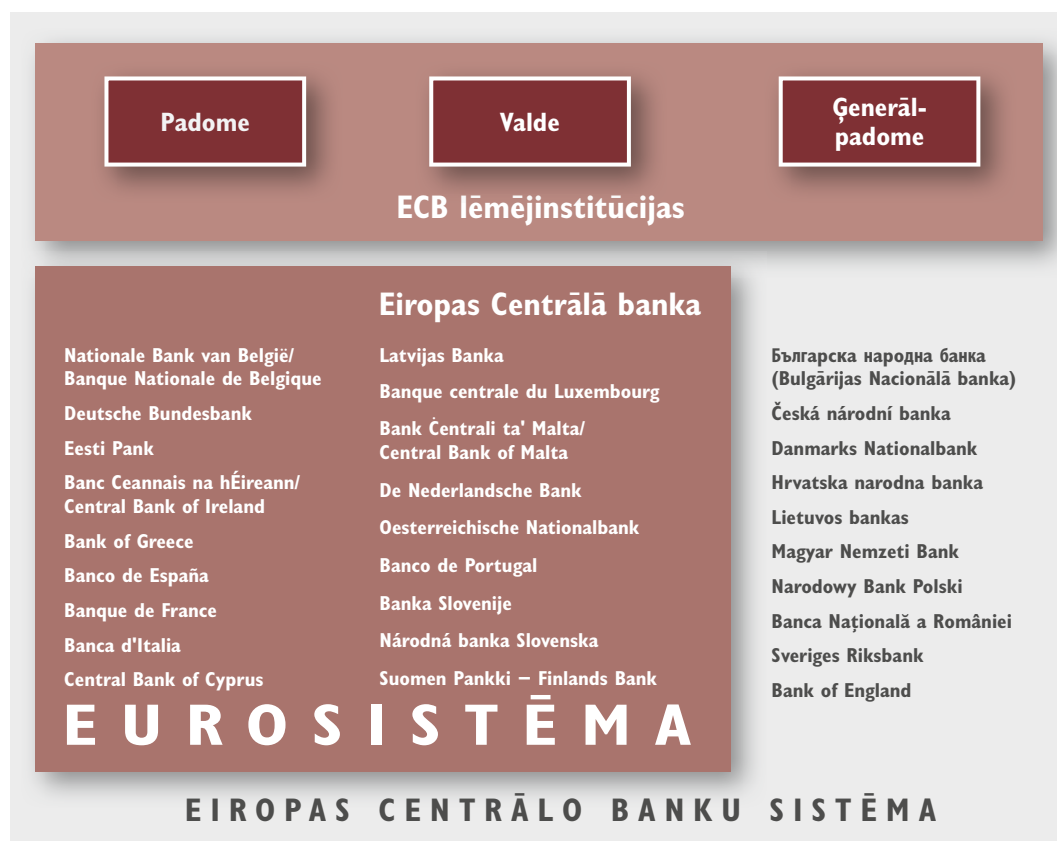 Padome
Valde
Ģenerāl-
padome
ECB lēmējinstitūcijas
Eiropas Centrālā banka
Nationale Bank van België/
Banque Nationale de Belgique
Deutsche Bundesbank
Eesti Pank
Banc Ceannais na hÉireann/
Central Bank of Ireland
Bank of Greece
Banco de España
Banque de France
Banca d'Italia
Central Bank of Cyprus
Latvijas Banka
Banque centrale du Luxembourg
Bank Ċentrali ta' Malta/
Central Bank of Malta
De Nederlandsche Bank
Oesterreichische Nationalbank
Banco de Portugal
Banka Slovenije
Národná banka Slovenska
Suomen Pankki – Finlands Bank
EUROSISTĒMA
Българска народна банка
(Bulgārijas Nacionālā banka)
Česká národní banka
Danmarks Nationalbank
Hrvatska narodna banka
Lietuvos bankas
Magyar Nemzeti Bank
Narodowy Bank Polski
Banca Națională a României
Sveriges Riksbank
Bank of England
EIROPAS CENTRĀLO BANKU SISTĒMA